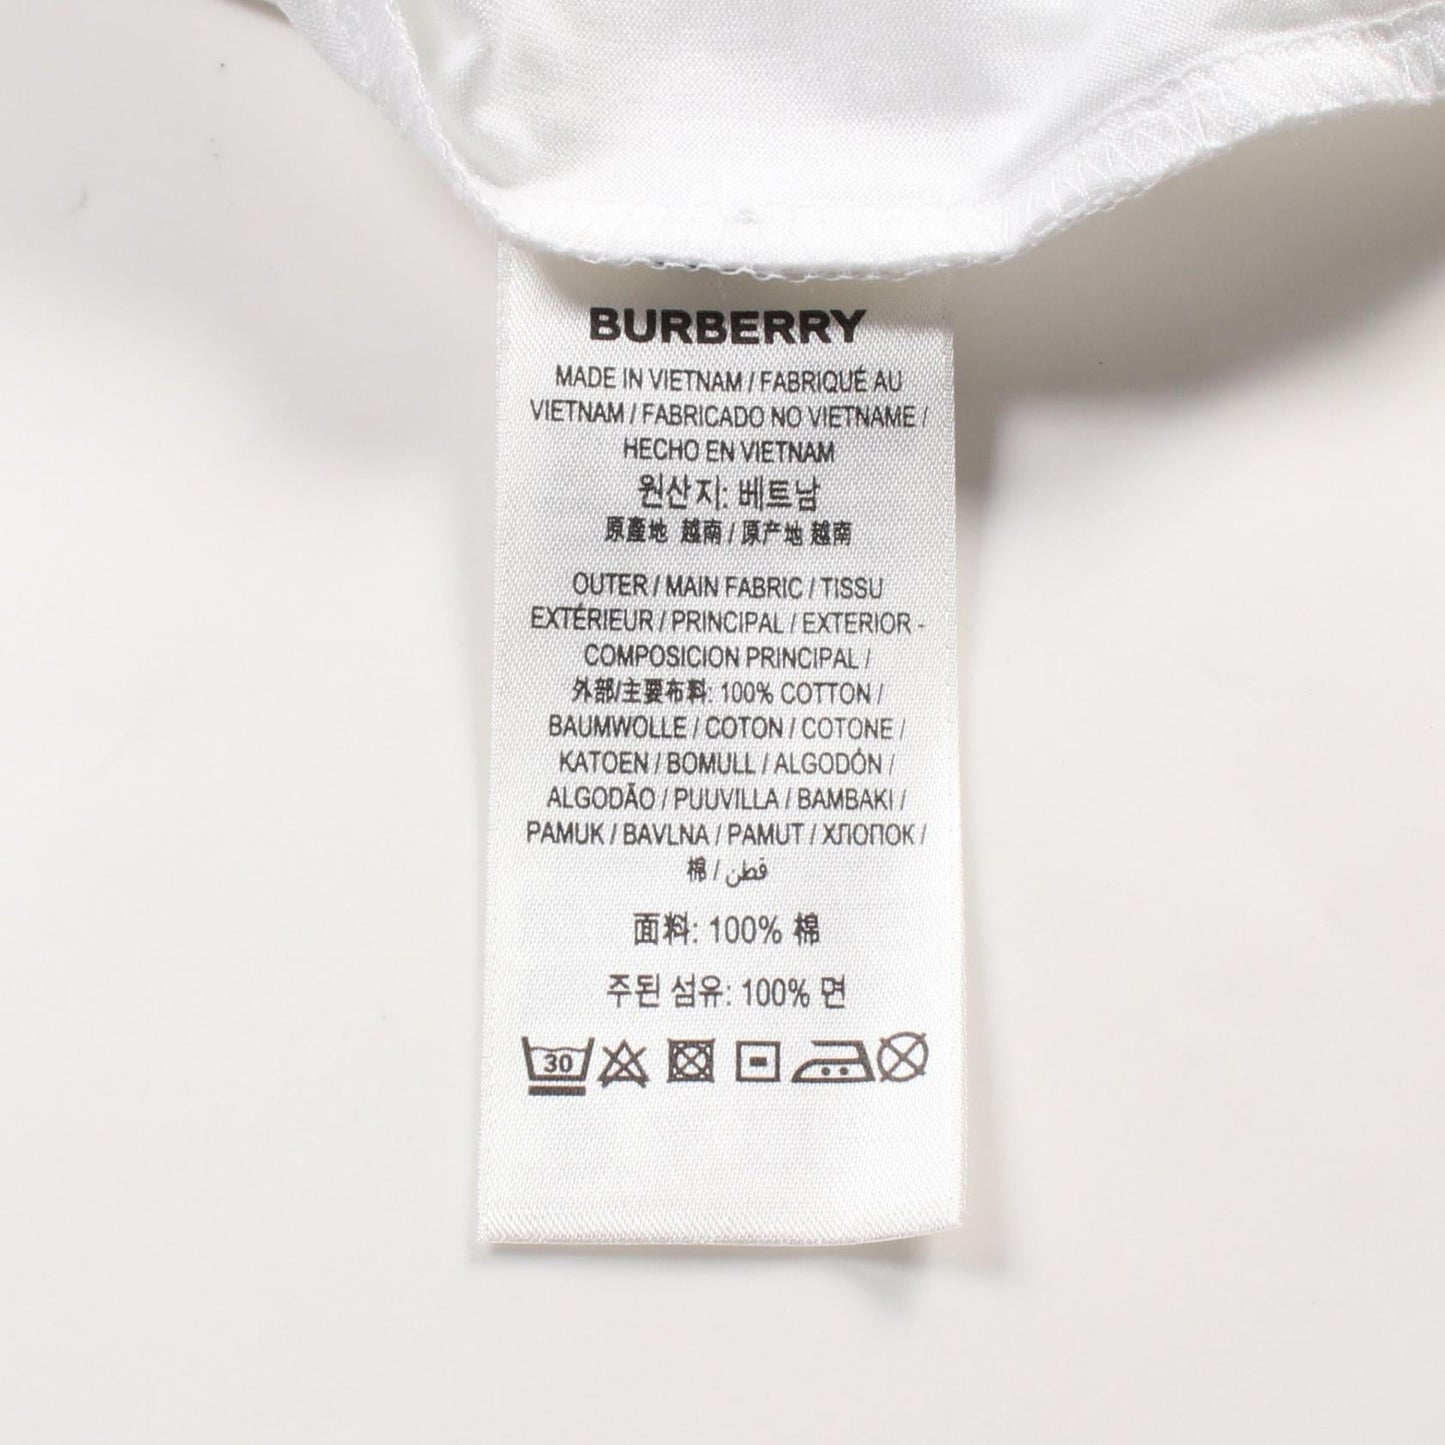 BURBERRY
MADE IN VIETNAM / FABRIQUÉ AU
VIETNAM / FABRICADO NO VIETNAME /
HECHO EN VIETNAM
원산지: 베트남
原產地 越南 / 原产地 越南
OUTER / MAIN FABRIC / TISSU
EXTÉRIEUR / PRINCIPAL / EXTERIOR -
COMPOSICION PRINCIPAL /
外部/主要布料: 100% COTTON /
BAUMWOLLE / COTON / COTONE /
KATOEN / BOMULL / ALGODÓN /
ALGODÃO / PUUVILLA / BAMBAKI /
PAMUK / BAVLNA / PAMUT / ХЛОПОК /
棉 / قطن
面料: 100% 棉
주된 섬유: 100% 면
30